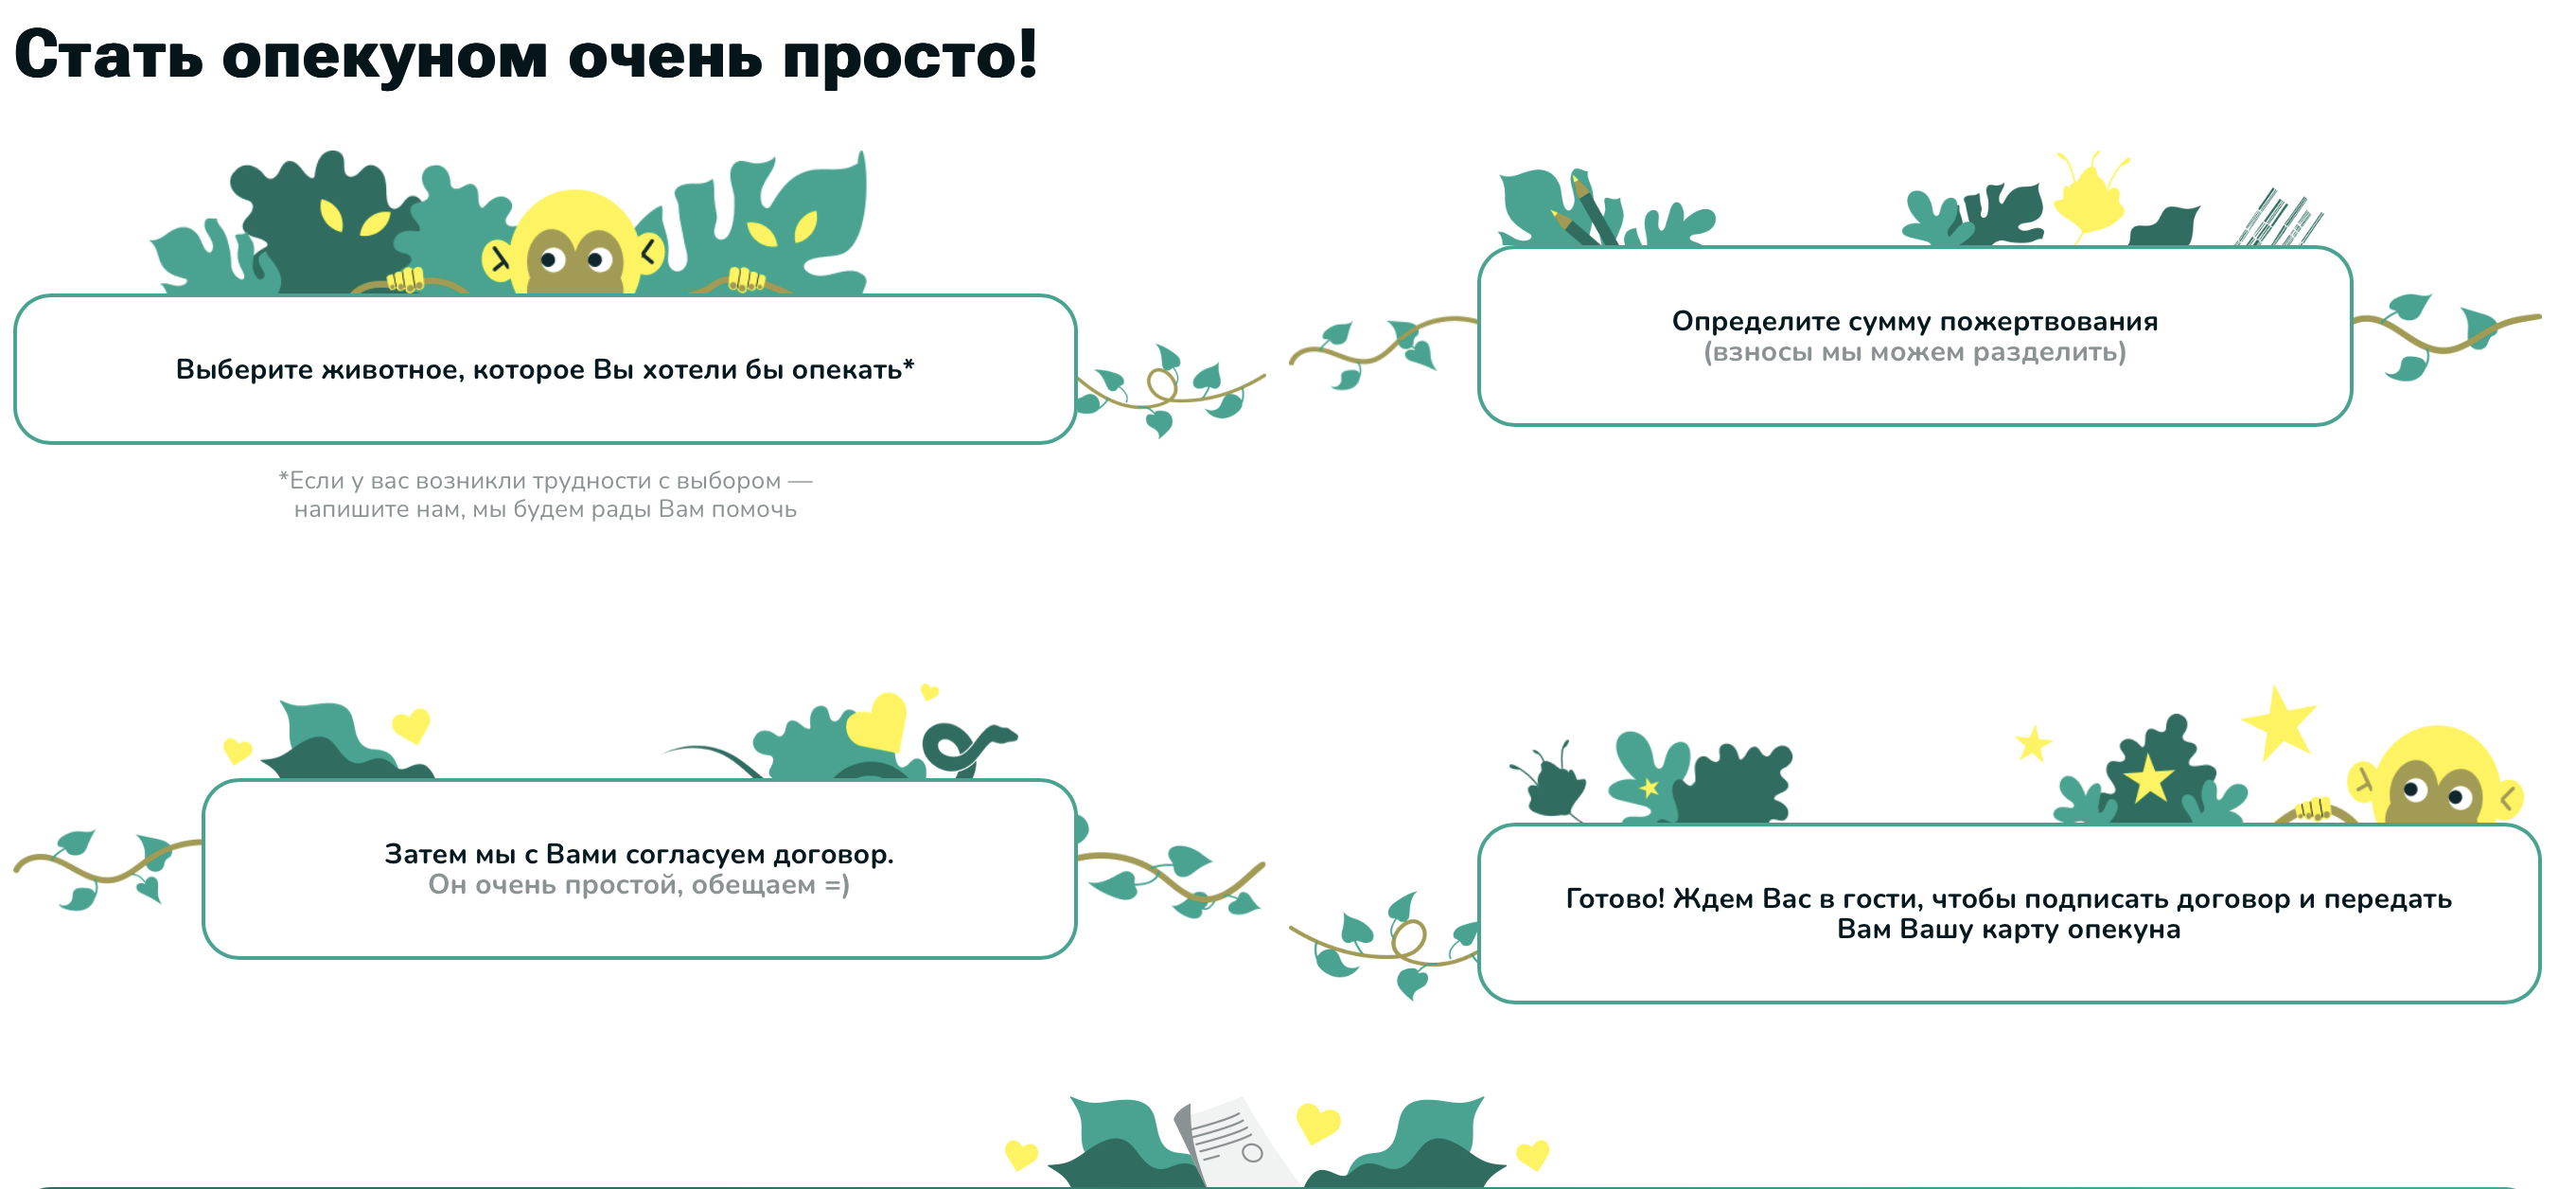 Стать опекуном очень просто!
Выберите животное, которое Вы хотели бы опекать*
*Если у вас возникли трудности с выбором —
напишите нам, мы будем рады Вам помочь
Определите сумму пожертвования
(взносы мы можем разделить)
Затем мы с Вами согласуем договор.
Он очень простой, обещаем =)
Готово! Ждем Вас в гости, чтобы подписать договор и передать
Вам Вашу карту опекуна